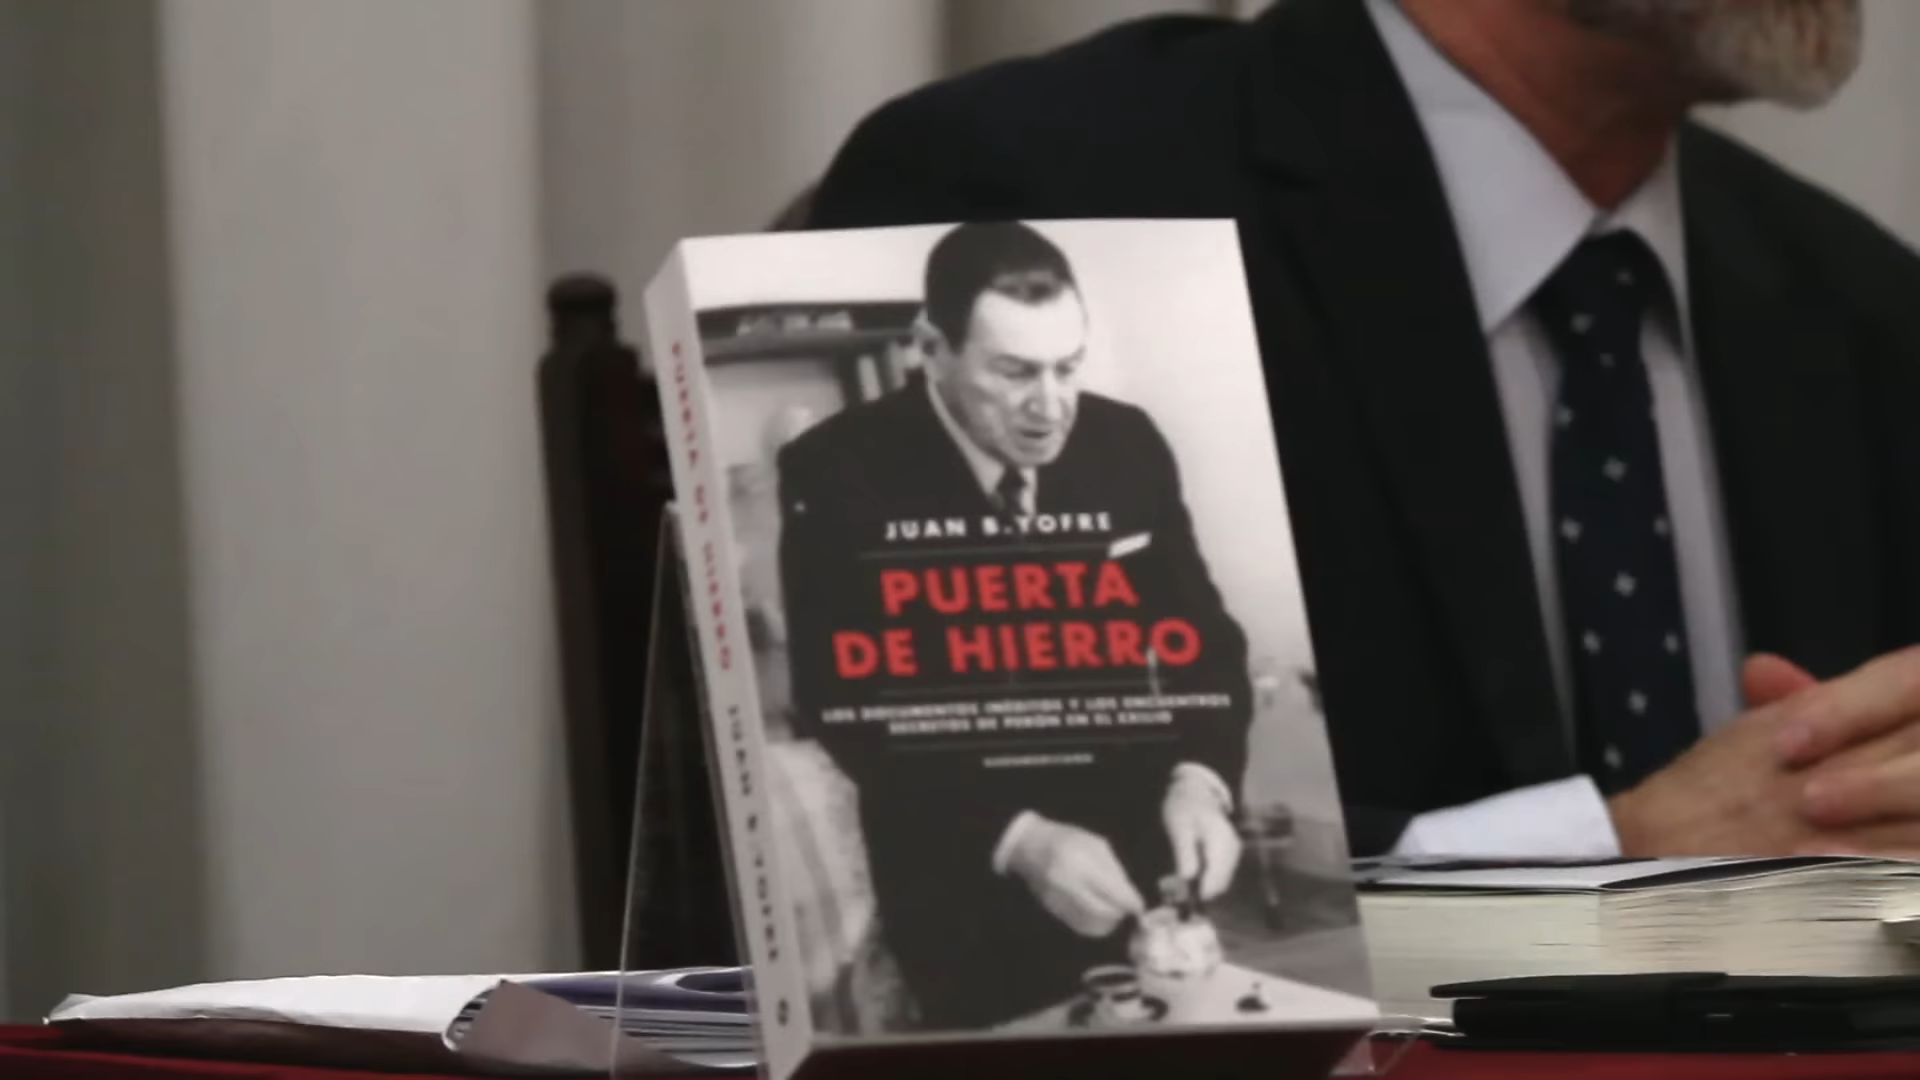 JUAN B. YOFRE
PUERTA
DE HIERRO
LOS DOCUMENTOS INÉDITOS Y LOS ENCUENTROS
SECRETOS DE PERÓN EN EL EXILIO
SUDAMERICANA
PUERTA DE HIERRO JUAN B. YOFRE